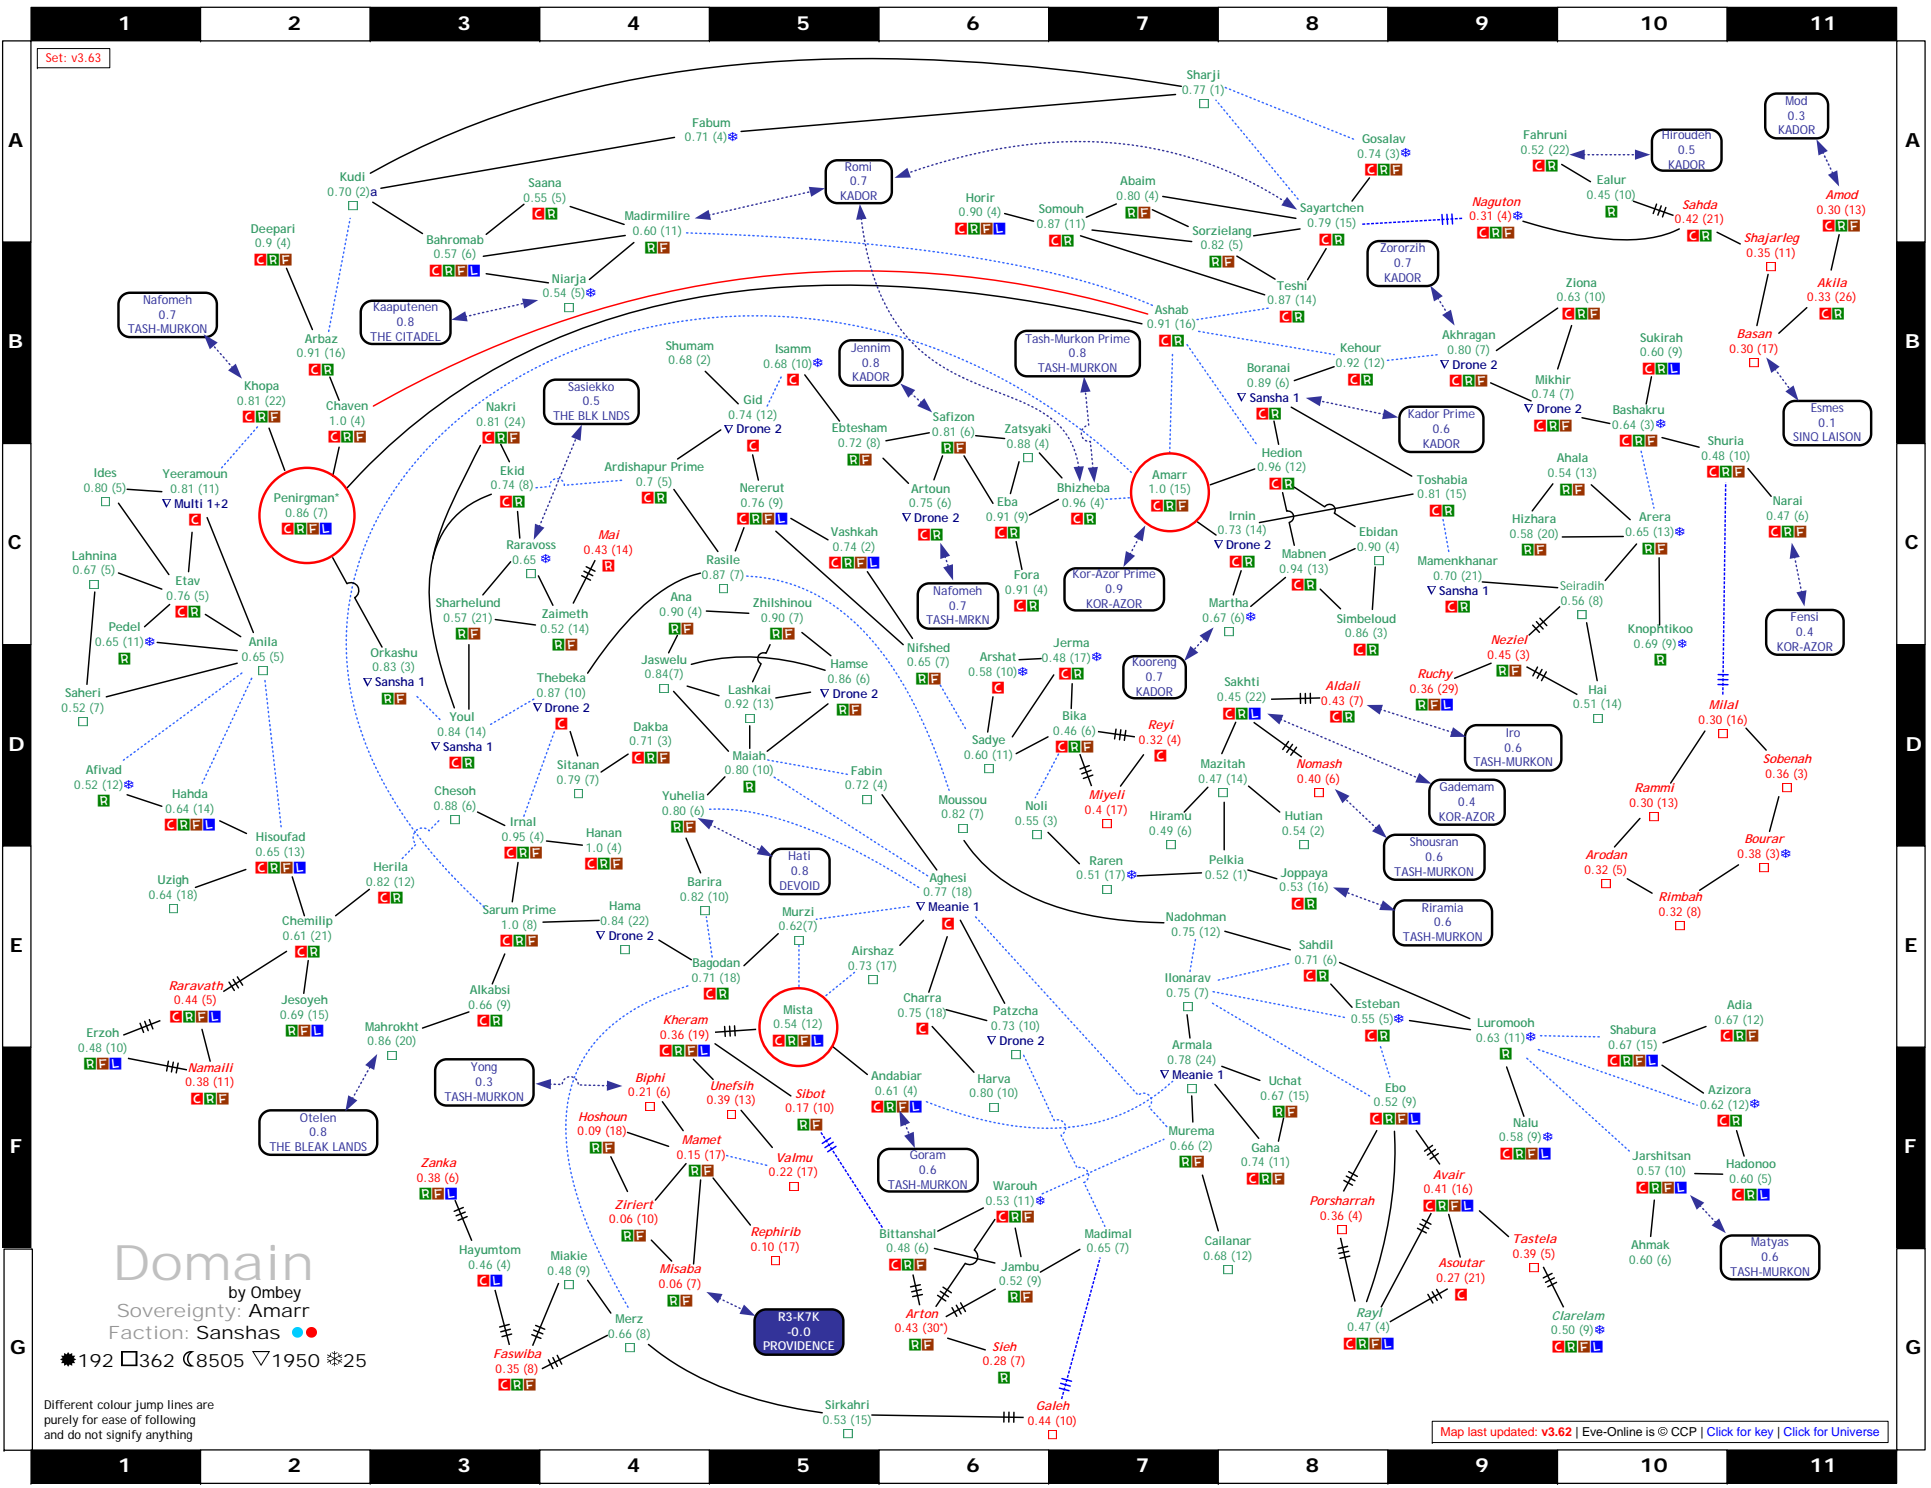 1 2 3 4 5 6 7 8 9 10 11
Set: v3.63
A
A
Sharji
0.77 (1)
Fabum
0.71 (4)❄
Gosalav
0.74 (3)❄
C R F
Fahruni
0.52 (22)
C R
Hiroudeh
0.5
KADOR
Mod
0.3
KADOR
Kudi
0.70 (2)a
Saana
0.55 (5)
C R
Romi
0.7
KADOR
Horir
0.90 (4)
C R F L
Abaim
0.80 (4)
R F
Ealur
0.45 (10)
R
Amod
0.30 (13)
C R F
Deepari
0.9 (4)
C R F
Bahromab
0.57 (6)
C R F L
Madirmilire
0.60 (11)
R F
Somouh
0.87 (11)
C R
Sorzielang
0.82 (5)
R F
Sayartchen
0.79 (15)
C R
Naguton
0.31 (4)❄
C R F
Sahda
0.42 (21)
C R
Shajarleg
0.35 (11)
B
B
Nafomeh
0.7
TASH-MURKON
Kaaputenen
0.8
THE CITADEL
Niarja
0.54 (5)❄
Teshi
0.87 (14)
C R
Zororzih
0.7
KADOR
Ziona
0.63 (10)
C R F
Akila
0.33 (26)
C R
Arbaz
0.91 (16)
C R
Shumam
0.68 (2)
Isamm
0.68 (10)❄
C
Jennim
0.8
KADOR
Tash-Murkon Prime
0.8
TASH-MURKON
Ashab
0.91 (16)
C R
Kehour
0.92 (12)
C R
Akhragan
0.80 (7)
▽ Drone 2
C R F
Sukirah
0.60 (9)
C R L
Basan
0.30 (17)
Khopa
0.81 (22)
C R F
Chaven
1.0 (4)
C R F
Nakri
0.81 (24)
C R F
Sasiekko
0.5
THE BLK LNDS
Gid
0.74 (12)
▽ Drone 2
C
Ebtesham
0.72 (8)
R F
Safizon
0.81 (6)
R F
Zatsyaki
0.88 (4)
Boranai
0.89 (6)
▽ Sansha 1
C R
Kador Prime
0.6
KADOR
Mikhir
0.74 (7)
▽ Drone 2
C R F
Bashakru
0.64 (3)❄
C R F
Esmes
0.1
SINQ LAISON
C
C
Ides
0.80 (5)
Yeeramoun
0.81 (11)
▽ Multi 1+2
C
Penirgman*
0.86 (7)
C R F L
Ekid
0.74 (8)
C R
Ardishapur Prime
0.7 (5)
C R
Nererut
0.76 (9)
C R F L
Artoun
0.75 (6)
▽ Drone 2
C R
Eba
0.91 (9)
C R
Bhizheba
0.96 (4)
C R
Amarr
1.0 (15)
C R F
Hedion
0.96 (12)
C R
Toshabia
0.81 (15)
C R
Ahala
0.54 (13)
R F
Shuria
0.48 (10)
C R F
Narai
0.47 (6)
C R F
Lahnina
0.67 (5)
Etav
0.76 (5)
C R
Raravoss
0.65 ❄
Mai
0.43 (14)
R
Vashkah
0.74 (2)
C R F L
Rasile
0.87 (7)
Nafomeh
0.7
TASH-MRKN
Fora
0.91 (4)
C R
Kor-Azor Prime
0.9
KOR-AZOR
Irnin
0.73 (14)
▽ Drone 2
C R
Mabnen
0.94 (13)
C R
Ebidan
0.90 (4)
Mamenkhanar
0.70 (21)
▽ Sansha 1
C R
Hizhara
0.58 (20)
R F
Arera
0.65 (13)❄
R F
Seiradih
0.56 (8)
Pedel
0.65 (11)❄
R
Sharhelund
0.57 (21)
R F
Zaimeth
0.52 (14)
R F
Ana
0.90 (4)
R F
Zhilshinou
0.90 (7)
R F
Martha
0.67 (6)❄
Simbeloud
0.86 (3)
C R
Knophtikoo
0.69 (9)❄
R
Fensi
0.4
KOR-AZOR
D
D
Anila
0.65 (5)
Saheri
0.52 (7)
Orkashu
0.83 (3)
▽ Sansha 1
R F
Youl
0.84 (14)
▽ Sansha 1
C R
Thebeka
0.87 (10)
▽ Drone 2
C
Jaswelu
0.84(7)
Lashkai
0.92 (13)
Hamse
0.86 (6)
▽ Drone 2
R F
Nifshed
0.65 (7)
R F
Arshat
0.58 (10)❄
C
Jerma
0.48 (17)❄
C R
Kooreng
0.7
KADOR
Sakhti
0.45 (22)
C R L
Aldali
0.43 (7)
C R
Neziel
0.45 (3)
R F
Ruchy
0.36 (29)
R F L
Hai
0.51 (14)
Milal
0.30 (16)
Afivad
0.52 (12)❄
R
Dakba
0.71 (3)
C R F
Sitanan
0.79 (7)
Maiah
0.80 (10)
R
Fabin
0.72 (4)
Sadye
0.60 (11)
Bika
0.46 (6)
C R F
Reyi
0.32 (4)
C
Miyeli
0.4 (17)
Mazitah
0.47 (14)
Nomash
0.40 (6)
Iro
0.6
TASH-MURKON
Gademam
0.4
KOR-AZOR
Rammi
0.30 (13)
Sobenah
0.36 (3)
Hahda
0.64 (14)
C R F L
Hisoufad
0.65 (13)
C R F L
Chesoh
0.88 (6)
Irnal
0.95 (4)
C R F
Hanan
1.0 (4)
C R F
Yuhelia
0.80 (6)
R F
Hati
0.8
DEVOID
Moussou
0.82 (7)
Noli
0.55 (3)
Hiramu
0.49 (6)
Hutian
0.54 (2)
Shousran
0.6
TASH-MURKON
Bourar
0.38 (3)❄
E
E
Uzigh
0.64 (18)
Herila
0.82 (12)
C R
Barira
0.82 (10)
Aghesi
0.77 (18)
▽ Meanie 1
C
Raren
0.51 (17)❄
Pelkia
0.52 (1)
Joppaya
0.53 (16)
C R
Riramia
0.6
TASH-MURKON
Arodan
0.32 (5)
Rimbah
0.32 (8)
Chemilip
0.61 (21)
C R
Sarum Prime
1.0 (8)
C R F
Hama
0.84 (22)
▽ Drone 2
Murzi
0.62(7)
Airshaz
0.73 (17)
Nadohman
0.75 (12)
Sahdil
0.71 (6)
C R
Raravath
0.44 (5)
C R F L
Jesoyeh
0.69 (15)
R F L
Alkabsi
0.66 (9)
C R
Bagodan
0.71 (18)
C R
Mista
0.54 (12)
C R F L
Charra
0.75 (18)
C
Patzcha
0.73 (10)
▽ Drone 2
Ilonarav
0.75 (7)
Esteban
0.55 (5)❄
C R
Luromooh
0.63 (11)❄
R
Shabura
0.67 (15)
C R F L
Adia
0.67 (12)
C R F
Erzoh
0.48 (10)
R F L
Mahrokht
0.86 (20)
Kheram
0.36 (19)
C R F L
F
F
Namaili
0.38 (11)
C R F
Otelen
0.8
THE BLEAK LANDS
Yong
0.3
TASH-MURKON
Biphi
0.21 (6)
Unefsih
0.39 (13)
Sibot
0.17 (10)
R F
Andabiar
0.61 (4)
C R F L
Harva
0.80 (10)
Armala
0.78 (24)
▽ Meanie 1
Uchat
0.67 (15)
R F
Ebo
0.52 (9)
C R F L
Azizora
0.62 (12)❄
C R
Hoshoun
0.09 (18)
R F
Mamet
0.15 (17)
R F
Valmu
0.22 (17)
Goram
0.6
TASH-MURKON
Murema
0.66 (2)
R F
Gaha
0.74 (11)
C R F
Nalu
0.58 (9)❄
C R F L
Jarshitsan
0.57 (10)
C R F L
Hadonoo
0.60 (5)
C R L
Zanka
0.38 (6)
R F L
Ziriert
0.06 (10)
R F
Rephirib
0.10 (17)
Warouh
0.53 (11)❄
C R F
Porsharrah
0.36 (4)
Avair
0.41 (16)
C R F L
Bittanshal
0.48 (6)
C R F
Madimal
0.65 (7)
Cailanar
0.68 (12)
Tastela
0.39 (5)
Ahmak
0.60 (6)
Matyas
0.6
TASH-MURKON
G
G
Domain
by Ombey
Sovereignty: Amarr
Faction: Sanshas
192 362 8505 ▽1950 ❄25
Hayumtom
0.46 (4)
C L
Miakie
0.48 (9)
Misaba
0.06 (7)
R F
Jambu
0.52 (9)
R F
Asoutar
0.27 (21)
C
R3-K7K
-0.0
PROVIDENCE
Merz
0.66 (8)
Arton
0.43 (30*)
R F
Rayl
0.47 (4)
C R F L
Clarelam
0.50 (9)❄
C R F L
Faswiba
0.35 (8)
C R F
Sieh
0.28 (7)
R
Different colour jump lines are
purely for ease of following
and do not signify anything
Sirkahri
0.53 (15)
Galeh
0.44 (10)
Map last updated: v3.62 | Eve-Online is © CCP | Click for key | Click for Universe
1 2 3 4 5 6 7 8 9 10 11